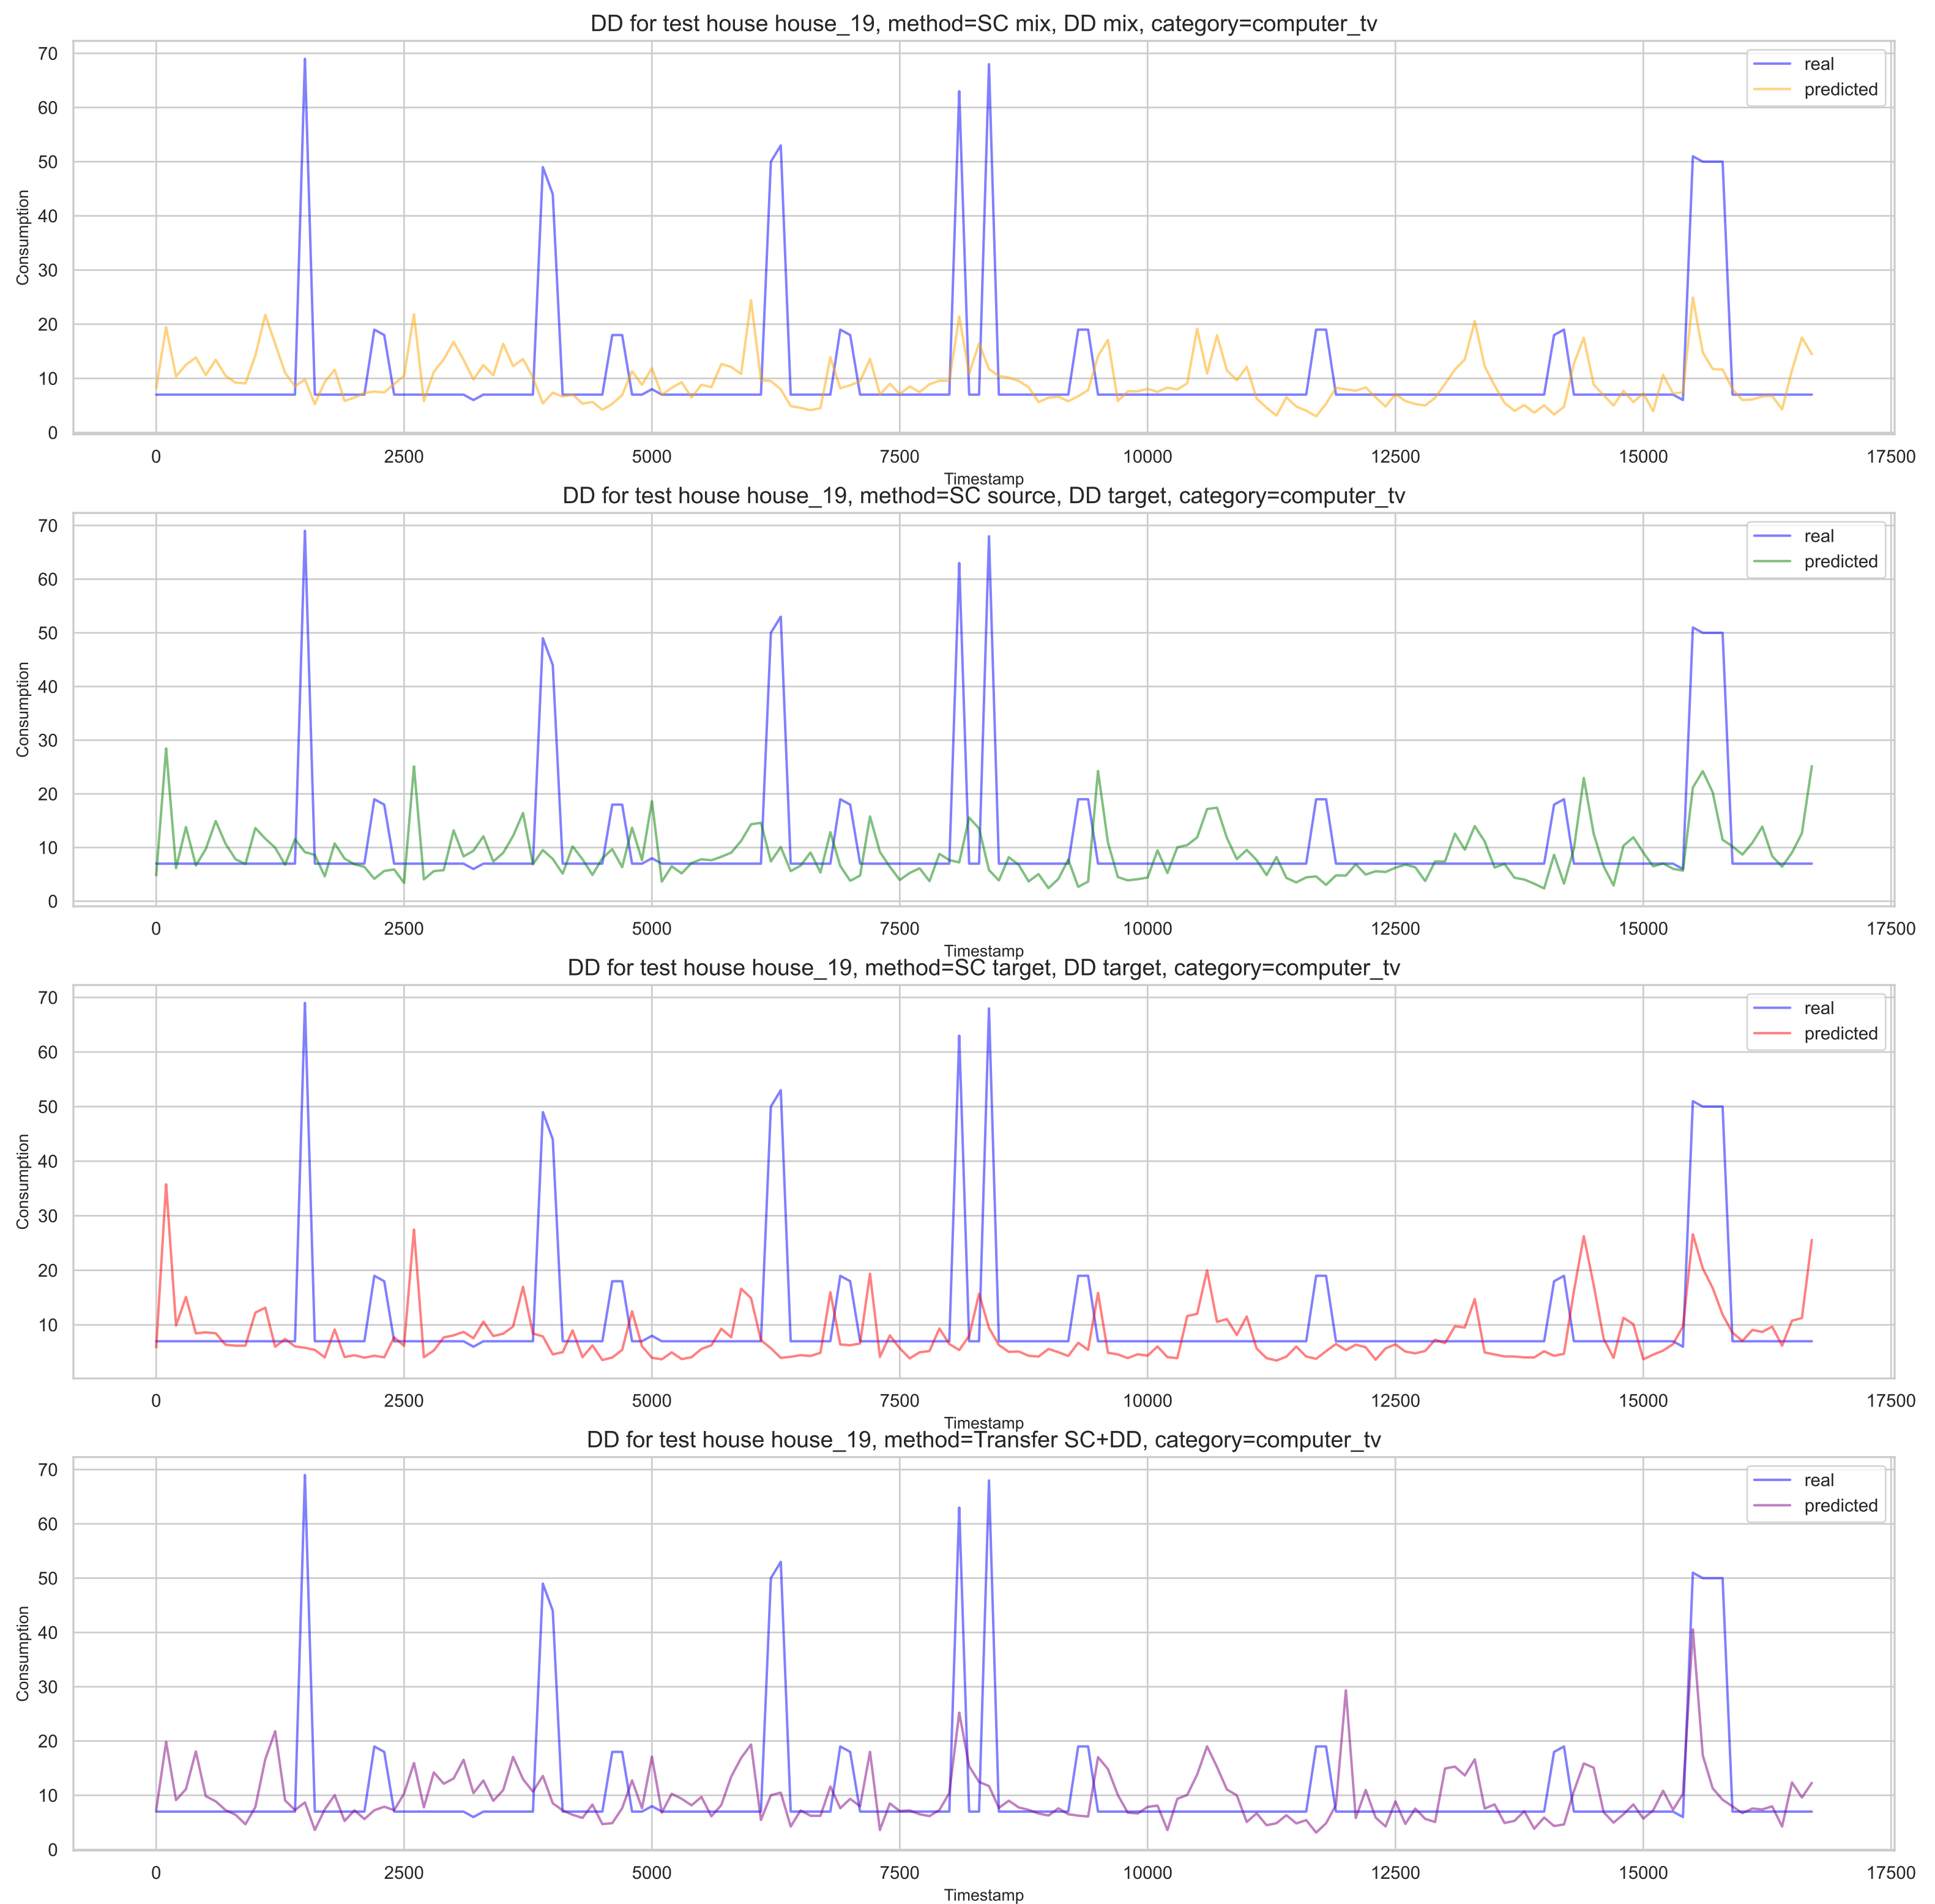 DD for test house house_19, method=SC mix, DD mix, category=computer_tv
70
60
50
40
30
20
10
0
Consumption
real
predicted
0 2500 5000 7500 10000 12500 15000 17500
Timestamp
DD for test house house_19, method=SC source, DD target, category=computer_tv
70
60
50
40
30
20
10
0
Consumption
real
predicted
0 2500 5000 7500 10000 12500 15000 17500
Timestamp
DD for test house house_19, method=SC target, DD target, category=computer_tv
70
60
50
40
30
20
10
Consumption
real
predicted
0 2500 5000 7500 10000 12500 15000 17500
Timestamp
DD for test house house_19, method=Transfer SC+DD, category=computer_tv
70
60
50
40
30
20
10
0
Consumption
real
predicted
0 2500 5000 7500 10000 12500 15000 17500
Timestamp